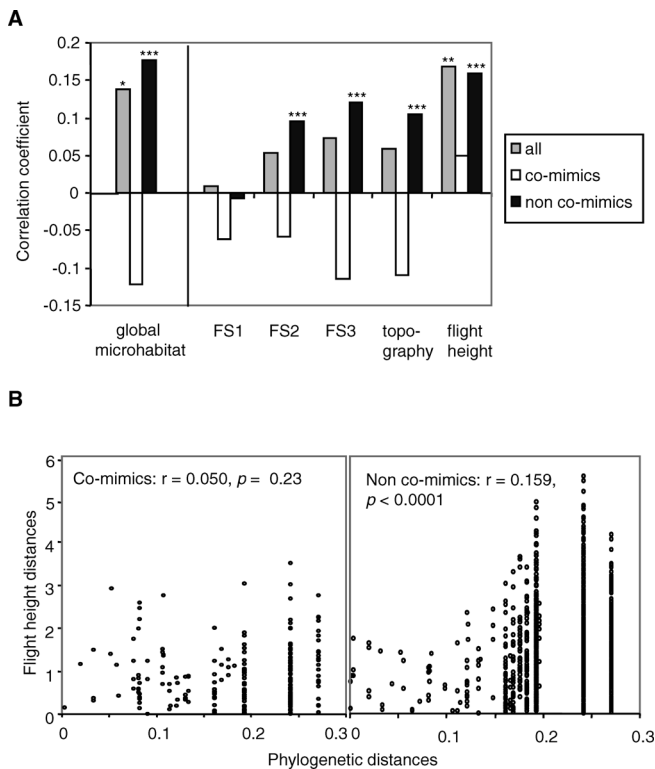 A
0.2
0.15
0.1
0.05
0
-0.05
-0.1
-0.15
Correlation coefficient
* *** *** *** *** ** ***
all
co-mimics
non co-mimics
global
microhabitat
FS1 FS2 FS3 topo-
graphy flight
height
B
6
5
4
3
2
1
0
Flight height distances
Co-mimics: r = 0.050, p = 0.23
Non co-mimics: r = 0.159,
p < 0.0001
0 0.1 0.2 0.3 0 0.1 0.2 0.3
Phylogenetic distances